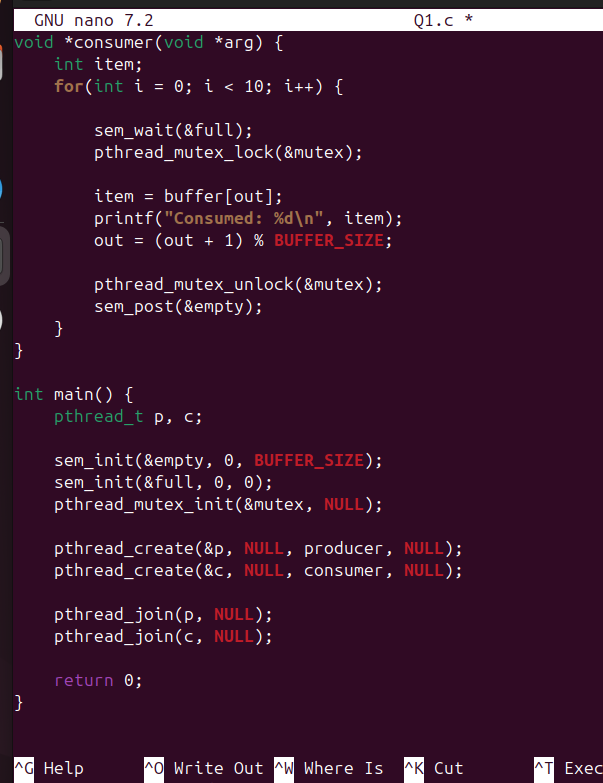 GNU nano 7.2 Q1.c *
void *consumer(void *arg) {
    int item;
    for(int i = 0; i < 10; i++) {

        sem_wait(&full);
        pthread_mutex_lock(&mutex);

        item = buffer[out];
        printf("Consumed: %d\n", item);
        out = (out + 1) % BUFFER_SIZE;

        pthread_mutex_unlock(&mutex);
        sem_post(&empty);
    }
}

int main() {
    pthread_t p, c;

    sem_init(&empty, 0, BUFFER_SIZE);
    sem_init(&full, 0, 0);
    pthread_mutex_init(&mutex, NULL);

    pthread_create(&p, NULL, producer, NULL);
    pthread_create(&c, NULL, consumer, NULL);

    pthread_join(p, NULL);
    pthread_join(c, NULL);

    return 0;
}

^G Help ^O Write Out ^W Where Is ^K Cut ^T Exec